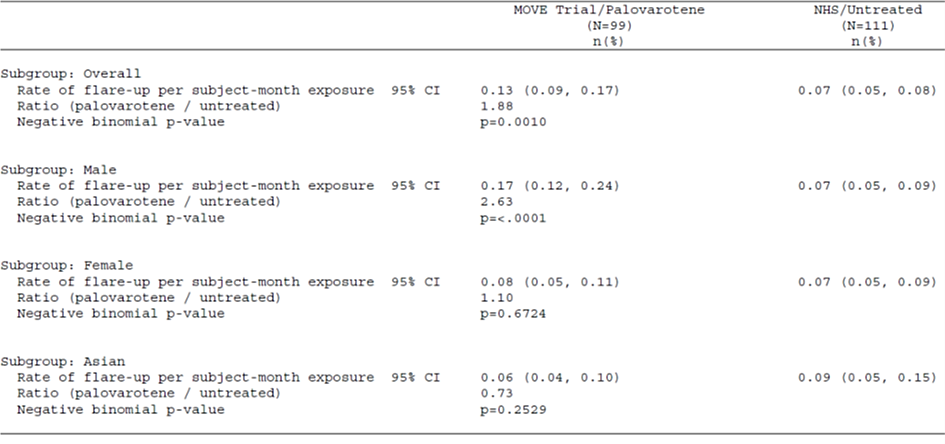 MOVE Trial/Palovarotene NHS/Untreated
(N=99) (N=111)
n(%) n(%)
Subgroup: Overall
Rate of flare-up per subject-month exposure 95% CI 0.13 (0.09, 0.17) 0.07 (0.05, 0.08)
Ratio (palovarotene / untreated) 1.88
Negative binomial p-value p=0.0010
Subgroup: Male
Rate of flare-up per subject-month exposure 95% CI 0.17 (0.12, 0.24) 0.07 (0.05, 0.09)
Ratio (palovarotene / untreated) 2.63
Negative binomial p-value p=<.0001
Subgroup: Female
Rate of flare-up per subject-month exposure 95% CI 0.08 (0.05, 0.11) 0.07 (0.05, 0.09)
Ratio (palovarotene / untreated) 1.10
Negative binomial p-value p=0.6724
Subgroup: Asian
Rate of flare-up per subject-month exposure 95% CI 0.06 (0.04, 0.10) 0.09 (0.05, 0.15)
Ratio (palovarotene / untreated) 0.73
Negative binomial p-value p=0.2529